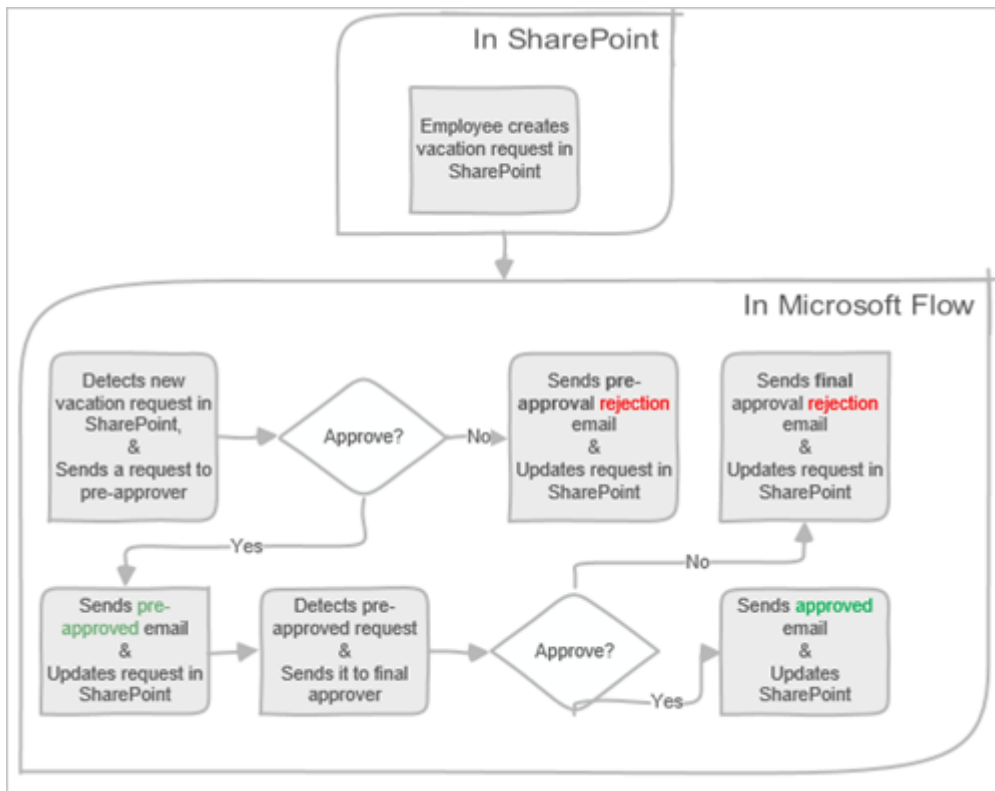 In SharePoint
Employee creates
vacation request in
SharePoint
In Microsoft Flow
Detects new
vacation request in
SharePoint,
&
Sends a request to
pre-approver
Approve?
No
Sends pre-
approval rejection
email
&
Updates request in
SharePoint
Sends final
approval rejection
email
&
Updates request in
SharePoint
Yes
Sends pre-
approved email
&
Updates request in
SharePoint
Detects pre-
approved request
&
Sends it to final
approver
Approve?
No
Yes
Sends approved
email
&
Updates
SharePoint